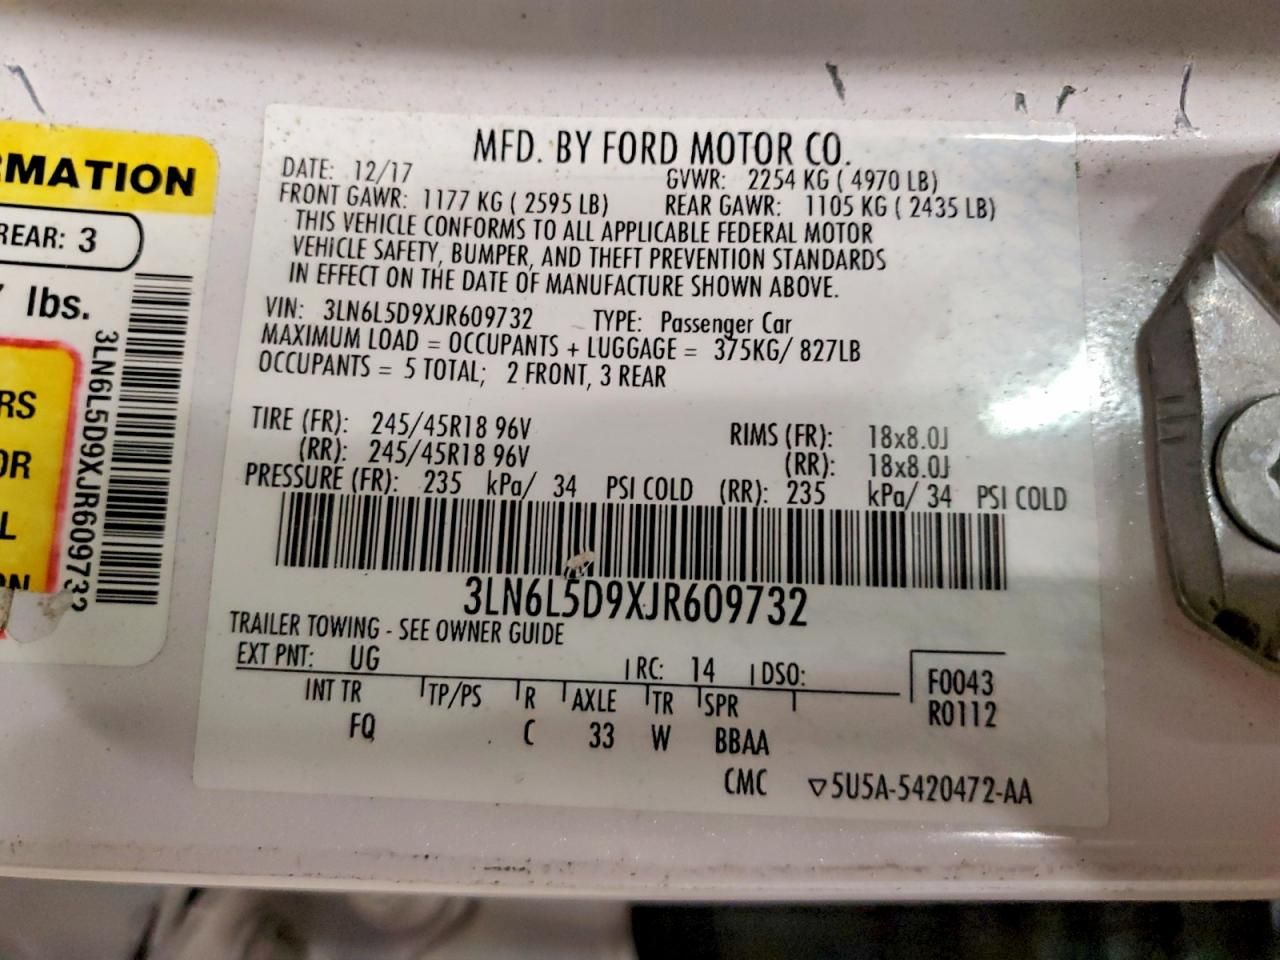 RMATION
REAR: 3
lbs.
RS
OR
L
ON
3LN6L5D9XJR609732
MFD. BY FORD MOTOR CO.
DATE: 12/17 GVWR: 2254 KG ( 4970 LB)
FRONT GAWR: 1177 KG ( 2595 LB) REAR GAWR: 1105 KG ( 2435 LB)
THIS VEHICLE CONFORMS TO ALL APPLICABLE FEDERAL MOTOR
VEHICLE SAFETY, BUMPER, AND THEFT PREVENTION STANDARDS
IN EFFECT ON THE DATE OF MANUFACTURE SHOWN ABOVE.
VIN: 3LN6L5D9XJR609732 TYPE: Passenger Car
MAXIMUM LOAD = OCCUPANTS + LUGGAGE = 375KG/ 827LB
OCCUPANTS = 5 TOTAL; 2 FRONT, 3 REAR
TIRE (FR): 245/45R18 96V RIMS (FR): 18x8.0J
(RR): 245/45R18 96V (RR): 18x8.0J
PRESSURE (FR): 235 kPa/ 34 PSI COLD (RR): 235 kPa/ 34 PSI COLD
3LN6L5D9XJR609732
TRAILER TOWING - SEE OWNER GUIDE
EXT PNT: UG RC: 14 DSO:
INT TR TP/PS R AXLE TR SPR
FQ C 33 W BBAA
F0043
R0112
CMC ▽5U5A-5420472-AA